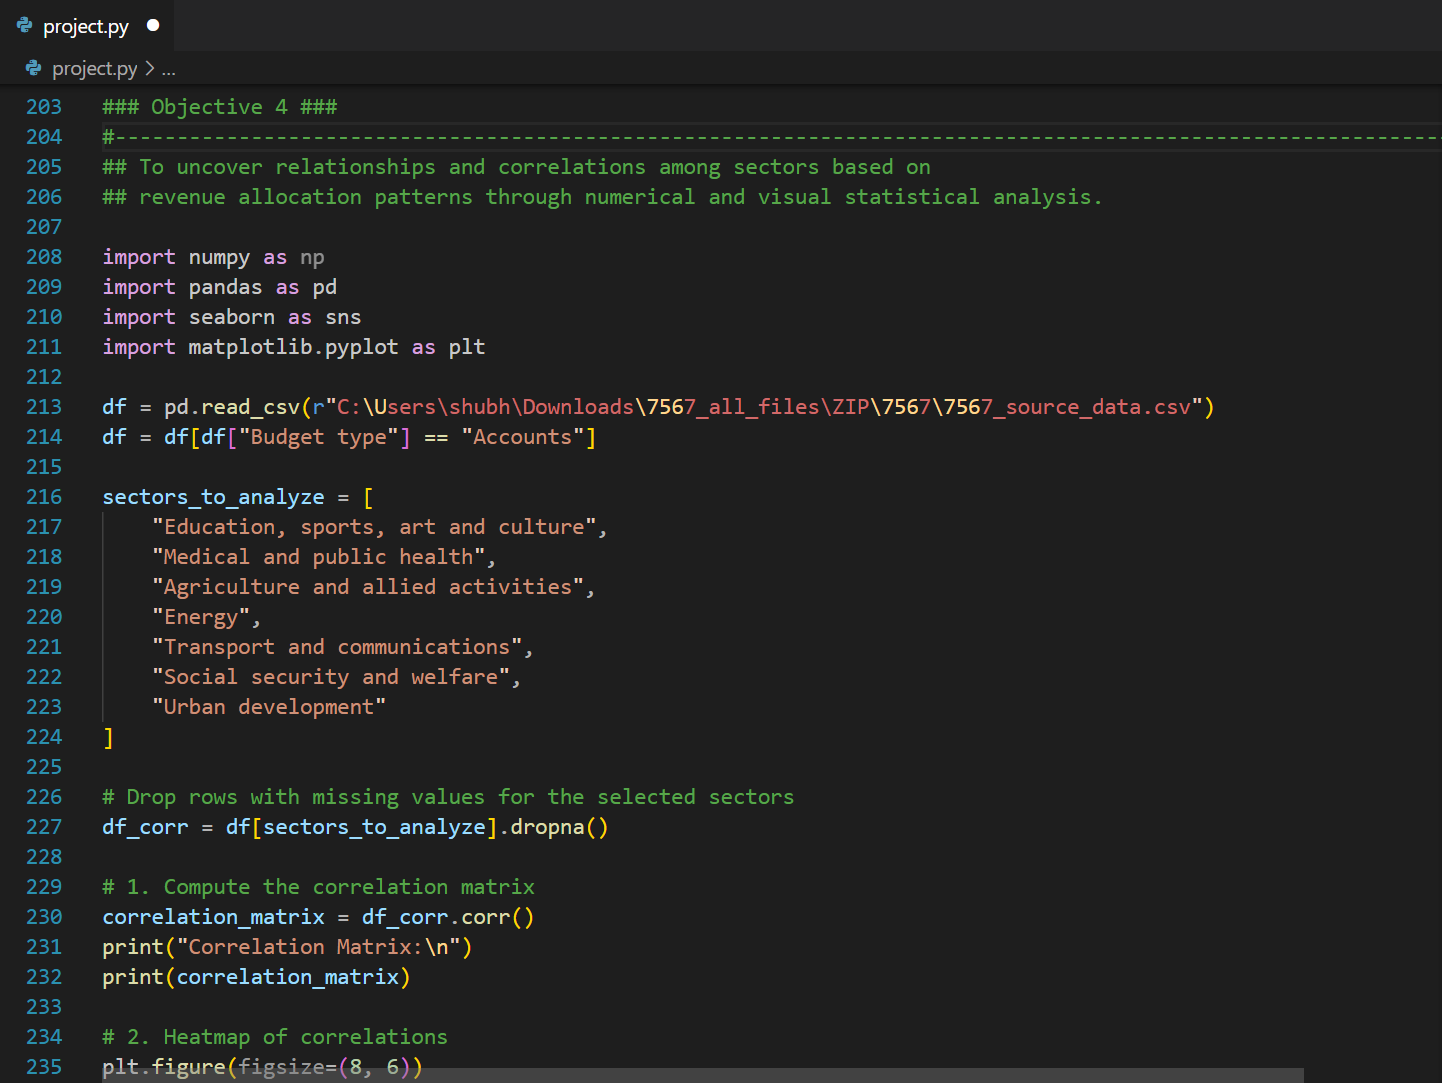 project.py ●
project.py > ...
203 ### Objective 4 ###
204 #-----------------------------------------------------------------------------------------------------------
205 ## To uncover relationships and correlations among sectors based on
206 ## revenue allocation patterns through numerical and visual statistical analysis.
207
208 import numpy as np
209 import pandas as pd
210 import seaborn as sns
211 import matplotlib.pyplot as plt
212
213 df = pd.read_csv(r"C:\Users\shubh\Downloads\7567_all_files\ZIP\7567\7567_source_data.csv")
214 df = df[df["Budget type"] == "Accounts"]
215
216 sectors_to_analyze = [
217     "Education, sports, art and culture",
218     "Medical and public health",
219     "Agriculture and allied activities",
220     "Energy",
221     "Transport and communications",
222     "Social security and welfare",
223     "Urban development"
224 ]
225
226 # Drop rows with missing values for the selected sectors
227 df_corr = df[sectors_to_analyze].dropna()
228
229 # 1. Compute the correlation matrix
230 correlation_matrix = df_corr.corr()
231 print("Correlation Matrix:\n")
232 print(correlation_matrix)
233
234 # 2. Heatmap of correlations
235 plt.figure(figsize=(8, 6))